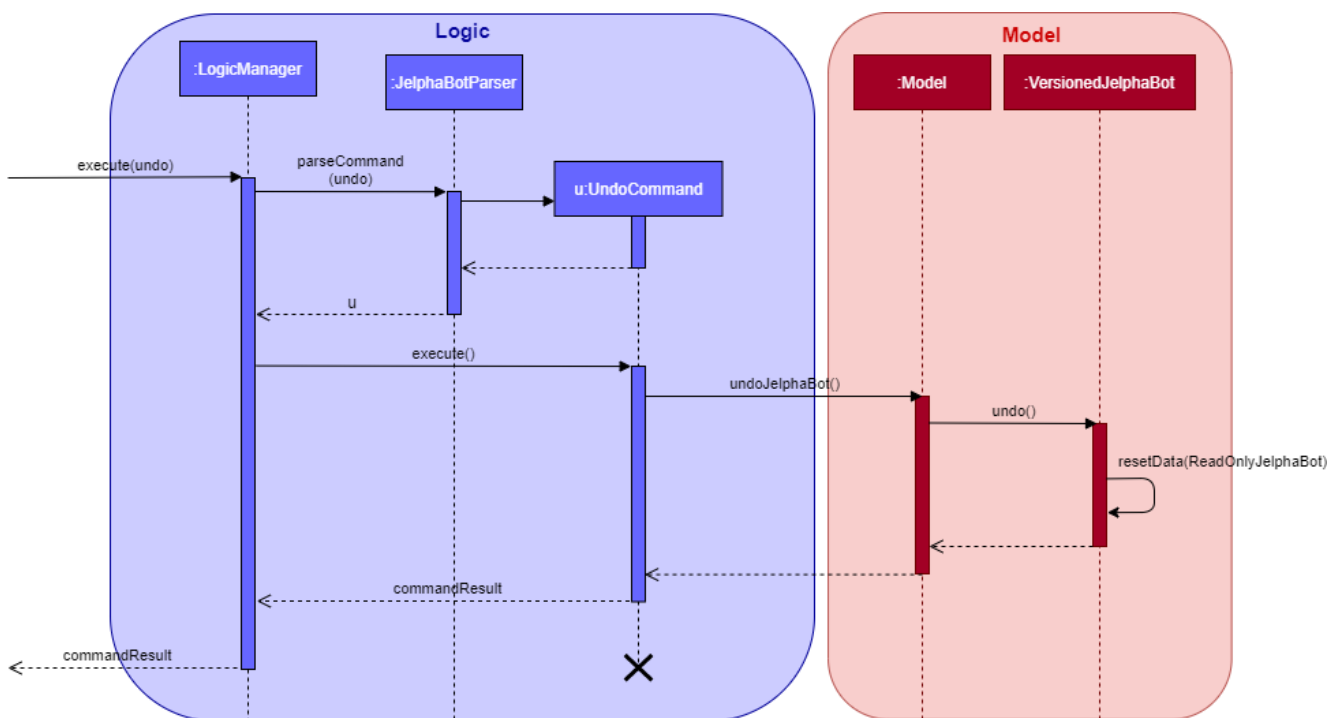 Logic
Model
:LogicManager
:JelphaBotParser
:Model
:VersionedJelphaBot
execute(undo)
parseCommand
(undo)
u:UndoCommand
u
execute()
undoJelphaBot()
undo()
resetData(ReadOnlyJelphaBot)
commandResult
commandResult